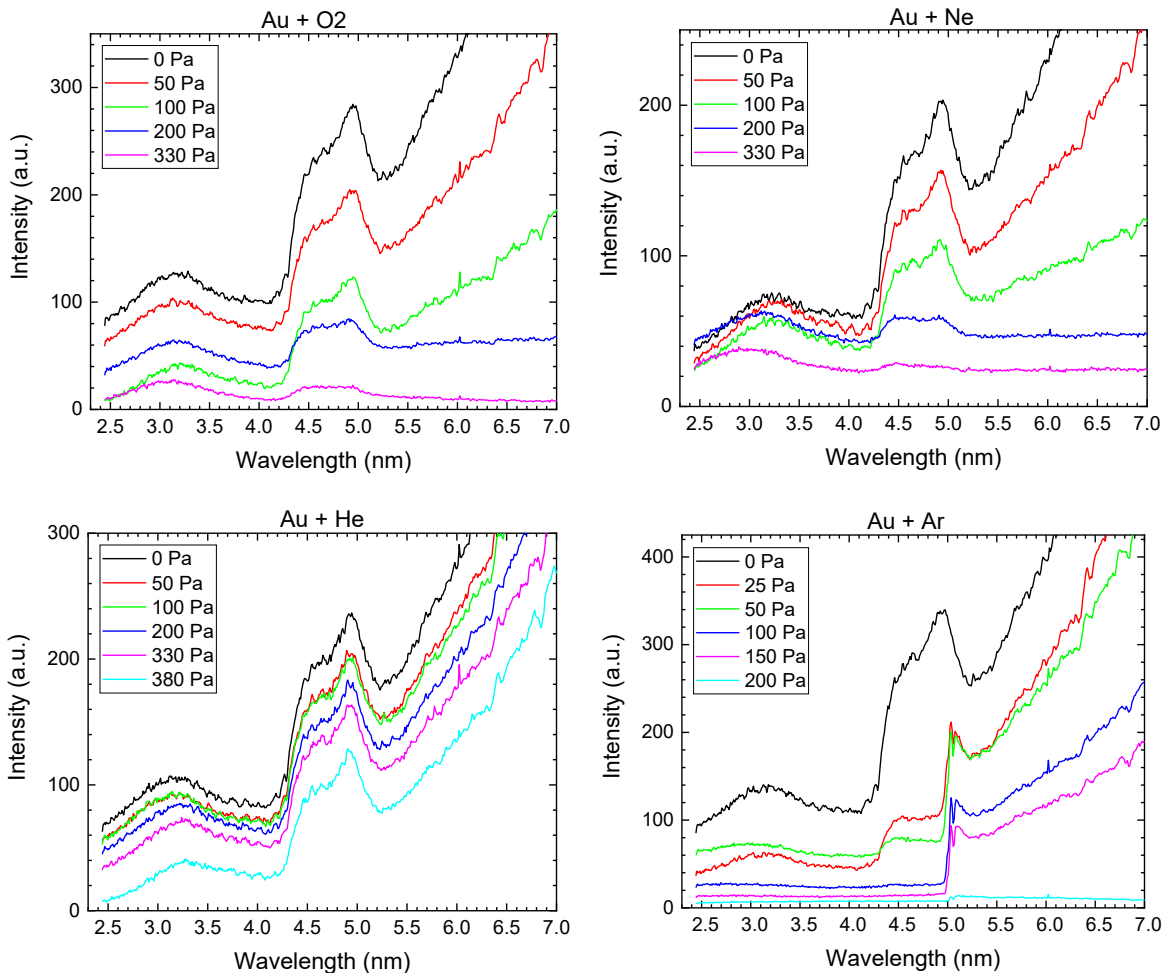 Au + O2
0 Pa
50 Pa
100 Pa
200 Pa
330 Pa
300
200
100
0
Intensity (a.u.)
2.5 3.0 3.5 4.0 4.5 5.0 5.5 6.0 6.5 7.0
Wavelength (nm)
Au + Ne
0 Pa
50 Pa
100 Pa
200 Pa
330 Pa
200
100
0
Intensity (a.u.)
2.5 3.0 3.5 4.0 4.5 5.0 5.5 6.0 6.5 7.0
Wavelength (nm)
Au + He
0 Pa
50 Pa
100 Pa
200 Pa
330 Pa
380 Pa
300
200
100
0
Intensity (a.u.)
2.5 3.0 3.5 4.0 4.5 5.0 5.5 6.0 6.5 7.0
Wavelength (nm)
Au + Ar
0 Pa
25 Pa
50 Pa
100 Pa
150 Pa
200 Pa
400
300
200
100
0
Intensity (a.u.)
2.5 3.0 3.5 4.0 4.5 5.0 5.5 6.0 6.5 7.0
Wavelength (nm)